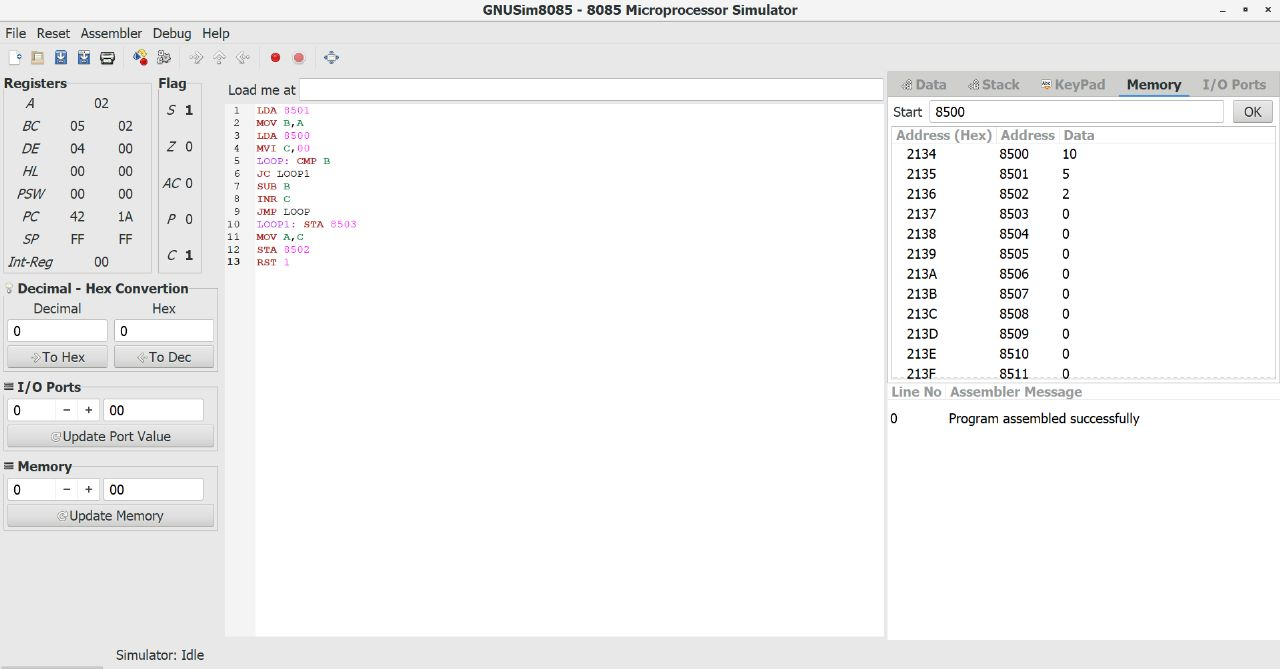 GNUSim8085 - 8085 Microprocessor Simulator
File Reset Assembler Debug Help
Registers
A 02
BC 05 02
DE 04 00
HL 00 00
PSW 00 00
PC 42 1A
SP FF FF
Int-Reg 00
Flag
S 1
Z 0
AC 0
P 0
C 1
Decimal - Hex Convertion
Decimal Hex
0 0
To Hex To Dec
I/O Ports
0 − + 00
Update Port Value
Memory
0 − + 00
Update Memory
Load me at
1 LDA 8501
2 MOV B,A
3 LDA 8500
4 MVI C,00
5 LOOP: CMP B
6 JC LOOP1
7 SUB B
8 INR C
9 JMP LOOP
10 LOOP1: STA 8503
11 MOV A,C
12 STA 8502
13 RST 1
Data Stack KeyPad Memory I/O Ports
Start 8500 OK
Address (Hex) Address Data
2134 8500 10
2135 8501 5
2136 8502 2
2137 8503 0
2138 8504 0
2139 8505 0
213A 8506 0
213B 8507 0
213C 8508 0
213D 8509 0
213E 8510 0
213F 8511 0
Line No Assembler Message
0 Program assembled successfully
Simulator: Idle